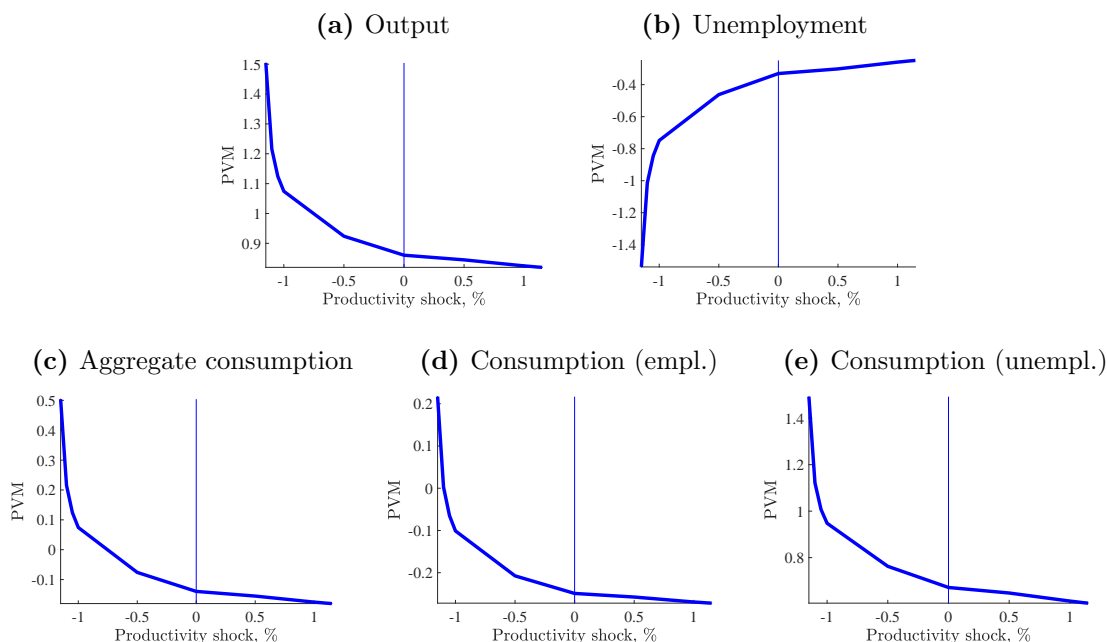 (a) Output
1.5
1.4
1.3
1.2
1.1
1
0.9
PVM
-1 -0.5 0 0.5 1
Productivity shock, %
(b) Unemployment
-0.4
-0.6
-0.8
-1
-1.2
-1.4
PVM
-1 -0.5 0 0.5 1
Productivity shock, %
(c) Aggregate consumption
0.5
0.4
0.3
0.2
0.1
0
-0.1
PVM
-1 -0.5 0 0.5 1
Productivity shock, %
(d) Consumption (empl.)
0.2
0.1
0
-0.1
-0.2
PVM
-1 -0.5 0 0.5 1
Productivity shock, %
(e) Consumption (unempl.)
1.4
1.2
1
0.8
PVM
-1 -0.5 0 0.5 1
Productivity shock, %